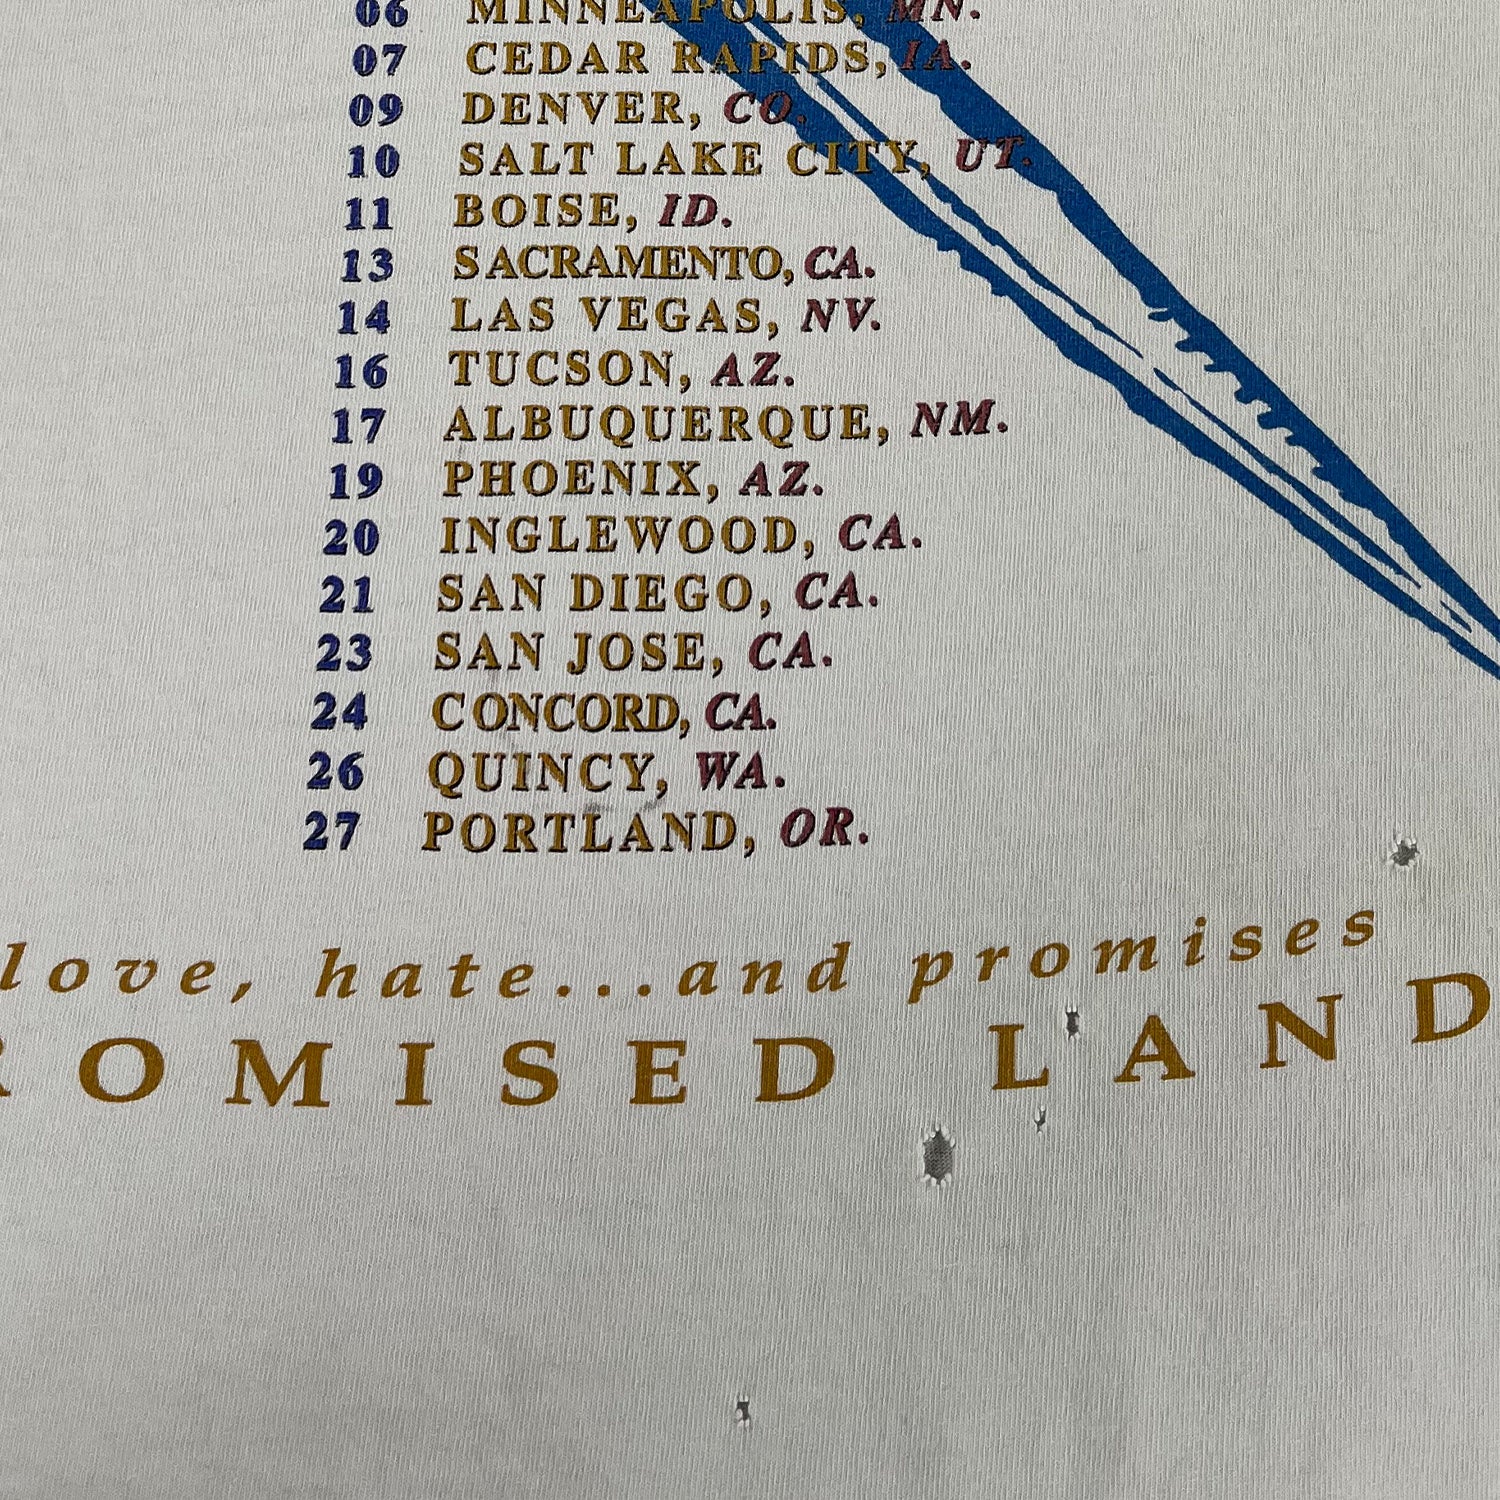 06 MINNEAPOLIS, MN.
07 CEDAR RAPIDS, IA.
09 DENVER, CO.
10 SALT LAKE CITY, UT.
11 BOISE, ID.
13 SACRAMENTO, CA.
14 LAS VEGAS, NV.
16 TUCSON, AZ.
17 ALBUQUERQUE, NM.
19 PHOENIX, AZ.
20 INGLEWOOD, CA.
21 SAN DIEGO, CA.
23 SAN JOSE, CA.
24 CONCORD, CA.
26 QUINCY, WA.
27 PORTLAND, OR.
love, hate...and promises
ROMISED LAND